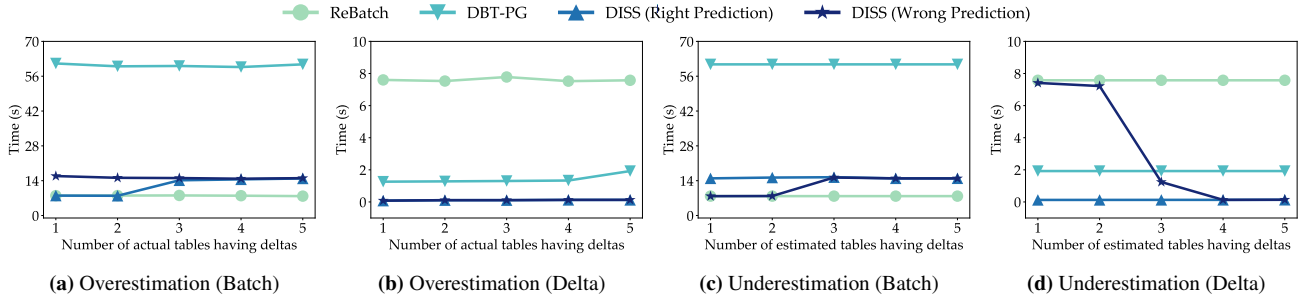 ReBatch DBT-PG DISS (Right Prediction) DISS (Wrong Prediction)
70
56
42
28
14
0
Time (s)
1 2 3 4 5
Number of actual tables having deltas
(a) Overestimation (Batch)
10
8
6
4
2
0
Time (s)
1 2 3 4 5
Number of actual tables having deltas
(b) Overestimation (Delta)
70
56
42
28
14
0
Time (s)
1 2 3 4 5
Number of estimated tables having deltas
(c) Underestimation (Batch)
10
8
6
4
2
0
Time (s)
1 2 3 4 5
Number of estimated tables having deltas
(d) Underestimation (Delta)